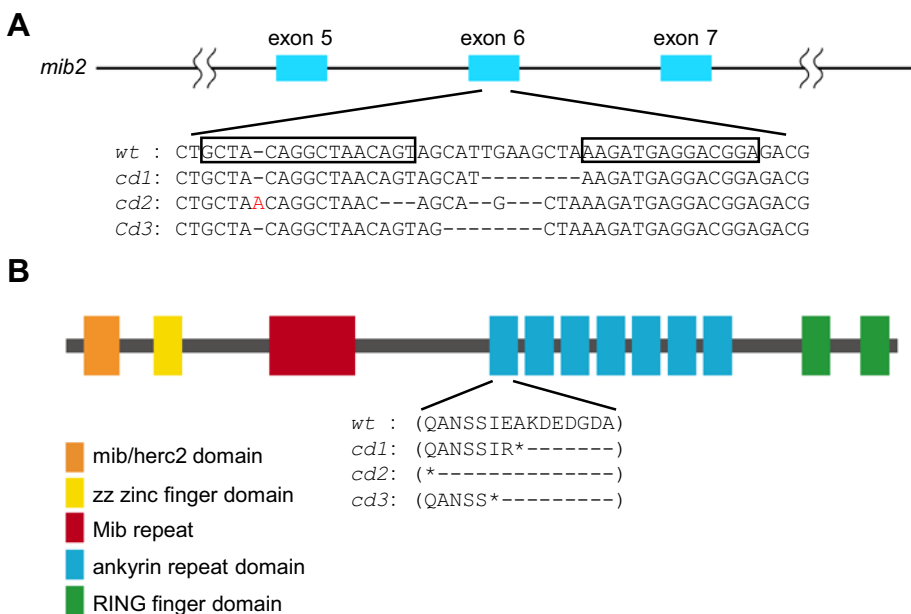 A
exon 5 exon 6 exon 7
mib2
wt : CTGCTA-CAGGCTAACAGTAGCATTGAAGCTAAAGATGAGGACGGAGACG
cd1: CTGCTA-CAGGCTAACAGTAGCAT--------AAGATGAGGACGGAGACG
cd2: CTGCTAACAGGCTAAC---AGCA--G---CTAAAGATGAGGACGGAGACG
Cd3: CTGCTA-CAGGCTAACAGTAG--------CTAAAGATGAGGACGGAGACG
B
wt : (QANSSIEAKDEDGDA)
cd1: (QANSSIR*-------)
cd2: (*--------------)
cd3: (QANSS*---------)
mib/herc2 domain
zz zinc finger domain
Mib repeat
ankyrin repeat domain
RING finger domain